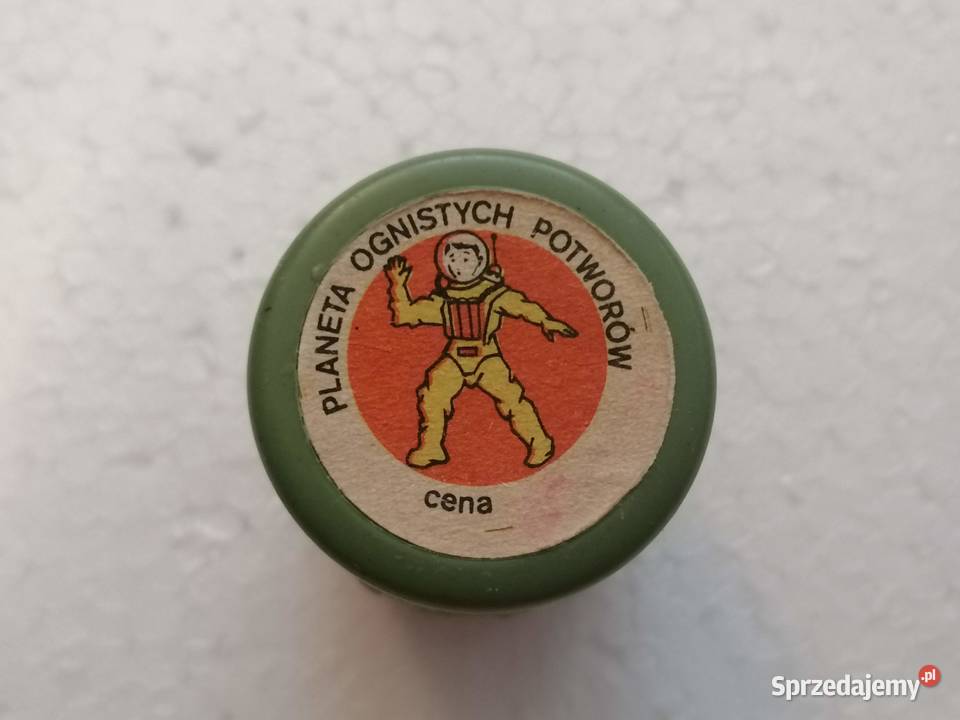 PLANETA OGNISTYCH POTWORÓW
cena
Sprzedajemy.pl